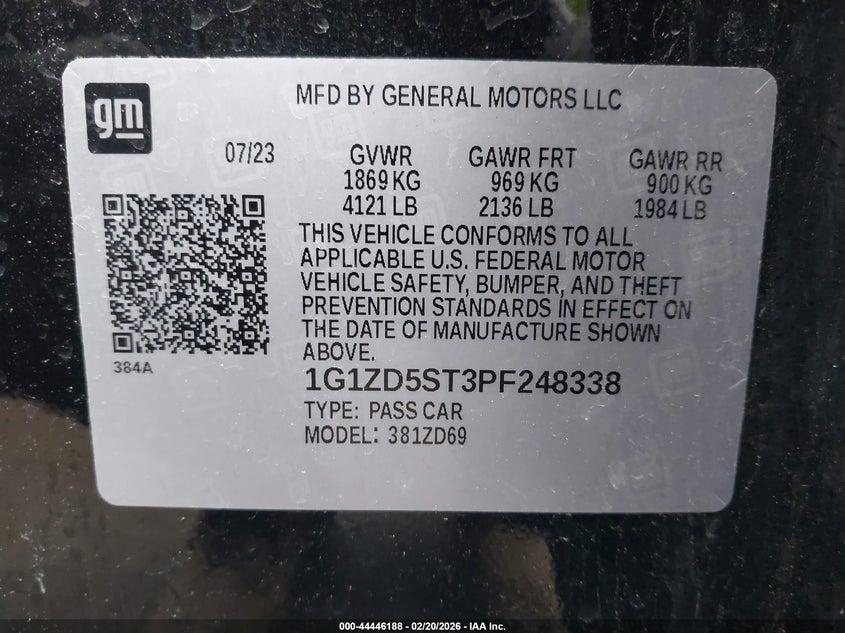 MFD BY GENERAL MOTORS LLC
gm
07/23
GVWR GAWR FRT GAWR RR
1869 KG 969 KG 900 KG
4121 LB 2136 LB 1984 LB
THIS VEHICLE CONFORMS TO ALL
APPLICABLE U.S. FEDERAL MOTOR
VEHICLE SAFETY, BUMPER, AND THEFT
PREVENTION STANDARDS IN EFFECT ON
THE DATE OF MANUFACTURE SHOWN
ABOVE.
384A
1G1ZD5ST3PF248338
TYPE: PASS CAR
MODEL: 381ZD69
000-44446188 - 02/20/2026 - IAA Inc.